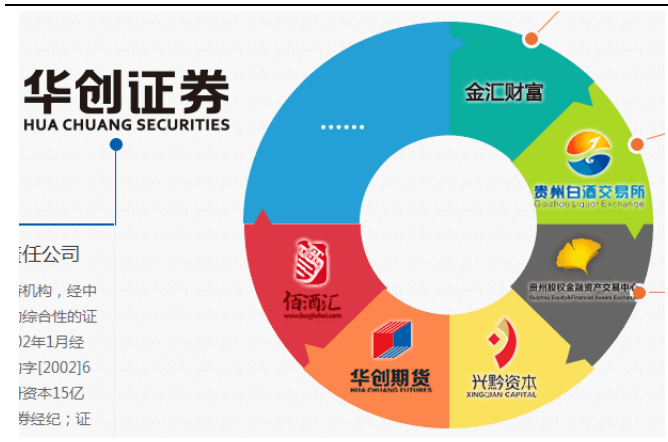 华创证券
HUA CHUANG SECURITIES
责任公司
机构，经中
综合性的证
02年1月经
字[2002]6
资本15亿
券经纪；证
......
金汇财富
贵州白酒交易所
Guizhou Liquor Exchange
贵州股权金融资产交易中心
Guizhou Equity&Financial Assets Exchange
兴黔资本
XINGQIAN CAPITAL
华创期货
HUA CHUANG FUTURES
佰酒汇
www.baijiuhui.com